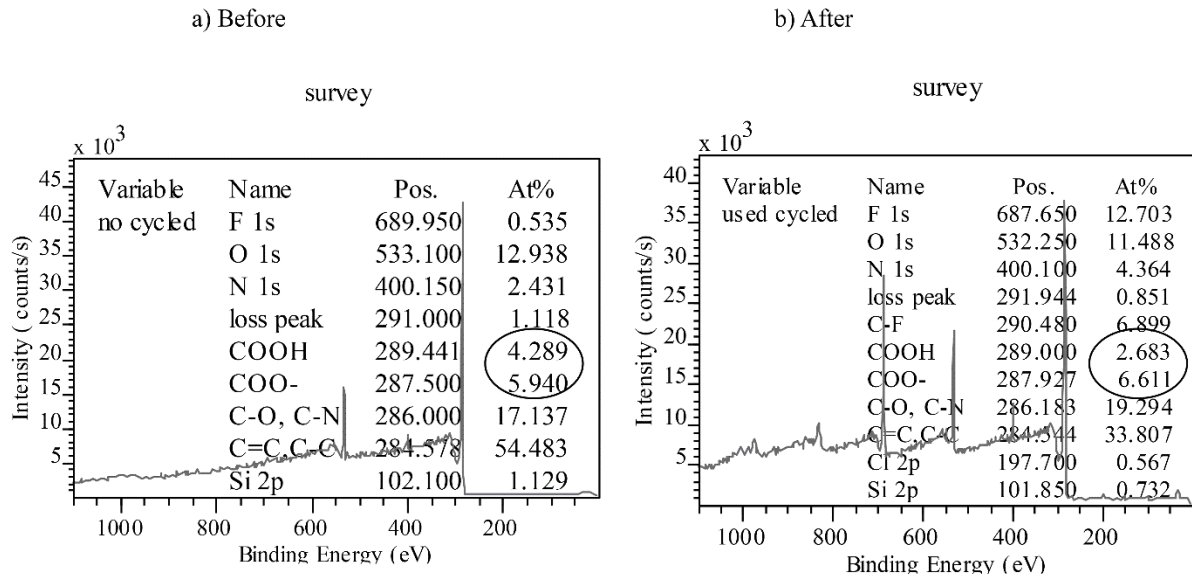 a) Before
survey
x 10³
Variable Name Pos. At%
no cycled F 1s 689.950 0.535
O 1s 533.100 12.938
N 1s 400.150 2.431
loss peak 291.000 1.118
COOH 289.441 4.289
COO- 287.500 5.940
C-O, C-N 286.000 17.137
C=C, C-C 284.578 54.483
Si 2p 102.100 1.129
45
40
35
30
25
20
15
10
5
Intensity ( counts/s)
1000 800 600 400 200
Binding Energy (eV)
b) After
survey
x 10³
Variable Name Pos. At%
used cycled F 1s 687.650 12.703
O 1s 532.250 11.488
N 1s 400.100 4.364
loss peak 291.944 0.851
C-F 290.480 6.899
COOH 289.000 2.683
COO- 287.927 6.611
C-O, C-N 286.183 19.294
C=C, C-C 284.544 33.807
Cl 2p 197.700 0.567
Si 2p 101.850 0.732
40
35
30
25
20
15
10
5
Intensity ( counts/s)
1000 800 600 400 200
Binding Energy (eV)